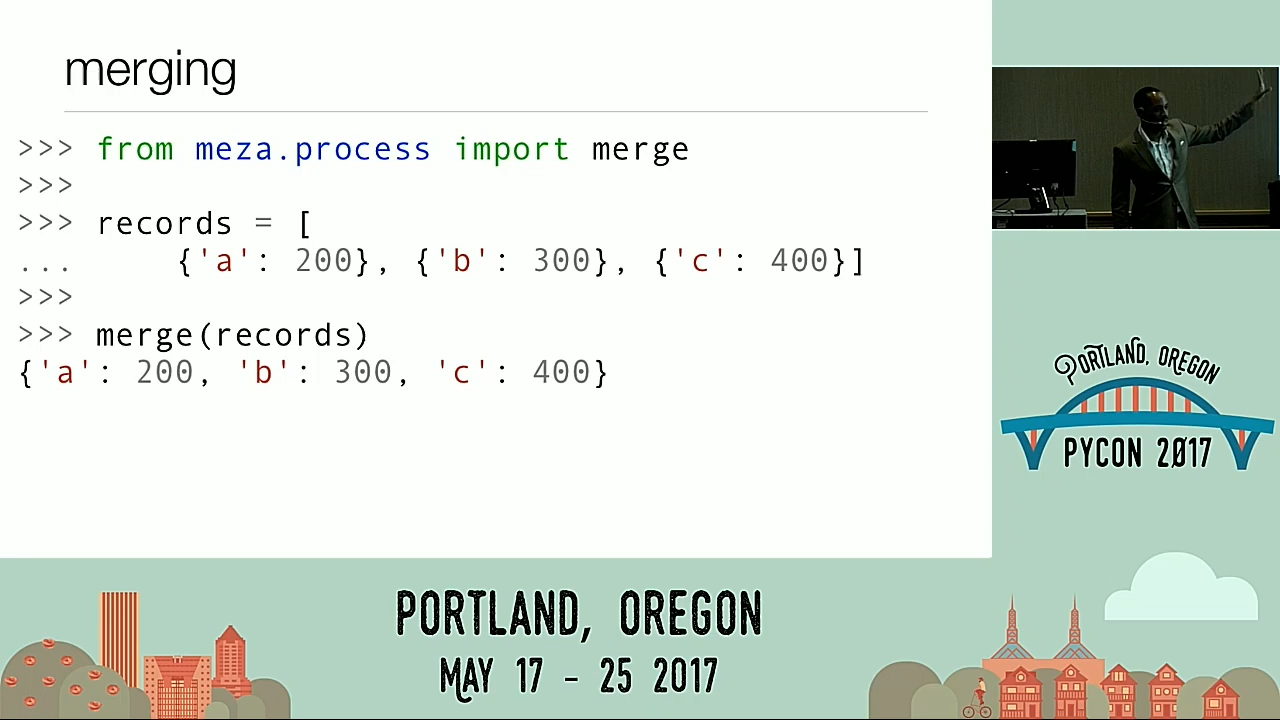 merging
>>> from meza.process import merge
>>>
>>> records = [
...     {'a': 200}, {'b': 300}, {'c': 400}]
>>>
>>> merge(records)
{'a': 200, 'b': 300, 'c': 400}
PORTLAND, OREGON
PYCON 2017
PORTLAND, OREGON
MAY 17 - 25 2017